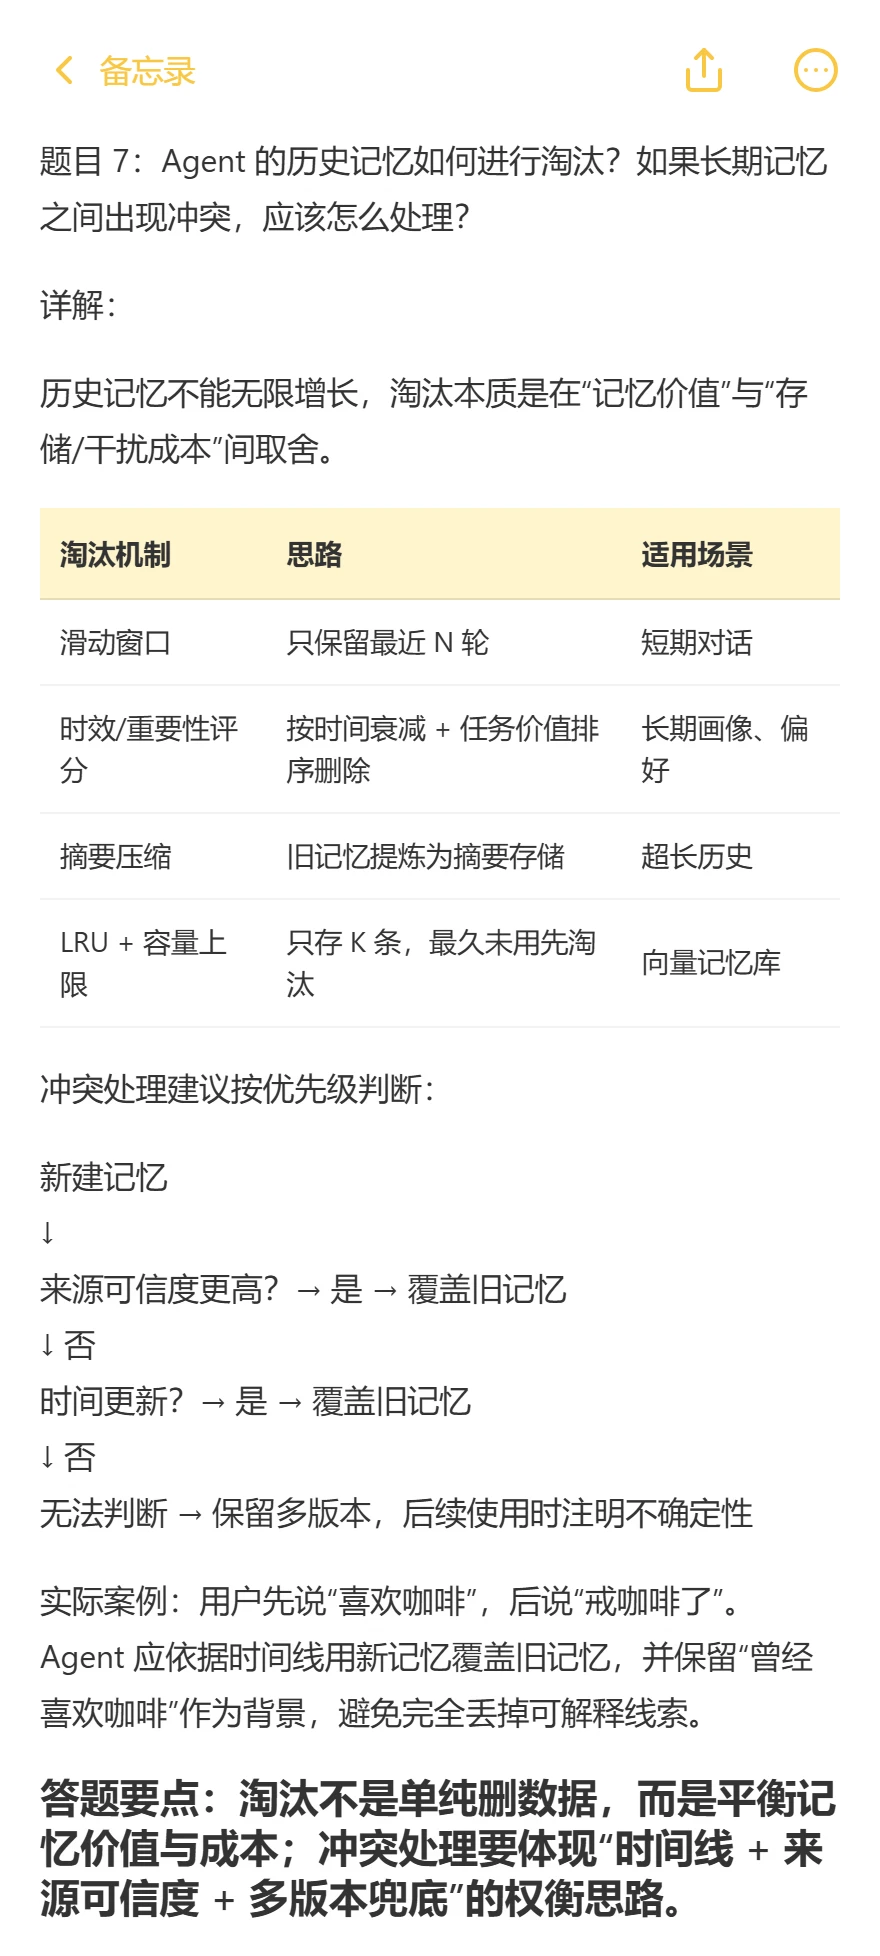 备忘录
题目 7：Agent 的历史记忆如何进行淘汰？如果长期记忆
之间出现冲突，应该怎么处理？
详解：
历史记忆不能无限增长，淘汰本质是在“记忆价值”与“存
储/干扰成本”间取舍。
淘汰机制 思路 适用场景
滑动窗口 只保留最近 N 轮 短期对话
时效/重要性评 按时间衰减 + 任务价值排 长期画像、偏
分 序删除 好
摘要压缩 旧记忆提炼为摘要存储 超长历史
LRU + 容量上 只存 K 条，最久未用先淘 向量记忆库
限 汰
冲突处理建议按优先级判断：
新建记忆
↓
来源可信度更高？→ 是 → 覆盖旧记忆
↓ 否
时间更新？→ 是 → 覆盖旧记忆
↓ 否
无法判断 → 保留多版本，后续使用时注明不确定性
实际案例：用户先说“喜欢咖啡”，后说“戒咖啡了”。
Agent 应依据时间线用新记忆覆盖旧记忆，并保留“曾经
喜欢咖啡”作为背景，避免完全丢掉可解释线索。
答题要点：淘汰不是单纯删数据，而是平衡记
忆价值与成本；冲突处理要体现“时间线 + 来
源可信度 + 多版本兜底”的权衡思路。